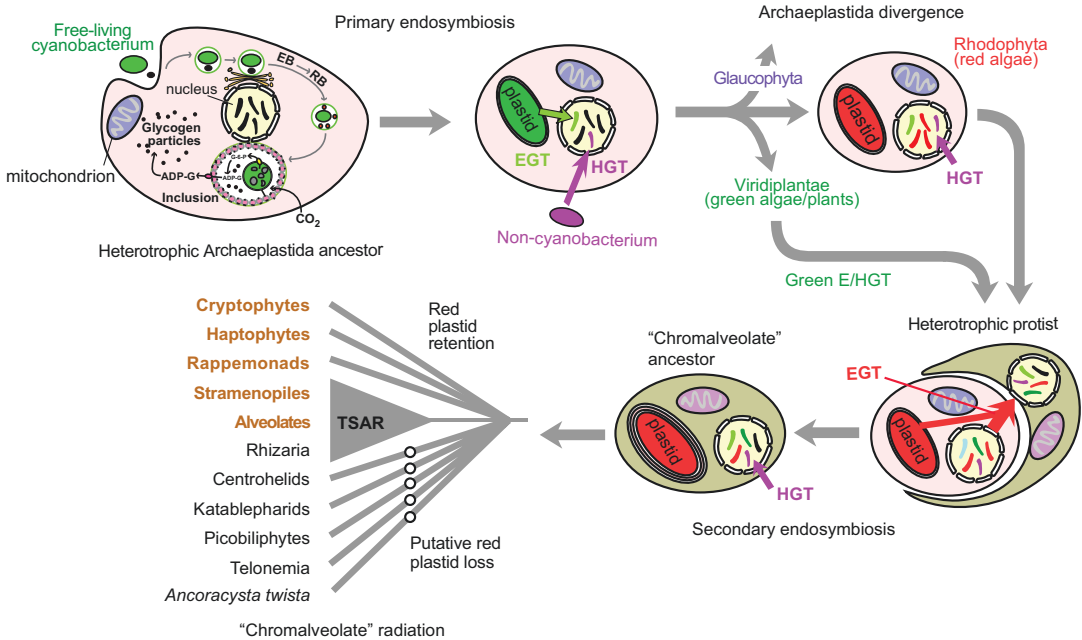 Free-living
cyanobacterium
EB
RB
nucleus
Glycogen
particles
mitochondrion
ADP-G
G-6-P
ADP-G
Inclusion
CO2
Heterotrophic Archaeplastida ancestor
Primary endosymbiosis
plastid
EGT
HGT
Non-cyanobacterium
Archaeplastida divergence
Glaucophyta
Rhodophyta
(red algae)
plastid
HGT
Viridiplantae
(green algae/plants)
Green E/HGT
Heterotrophic protist
EGT
plastid
Secondary endosymbiosis
“Chromalveolate”
ancestor
plastid
HGT
Red
plastid
retention
Cryptophytes
Haptophytes
Rappemonads
Stramenopiles
Alveolates
TSAR
Rhizaria
Centrohelids
Katablepharids
Picobiliphytes
Telonemia
Ancoracysta twista
Putative red
plastid loss
“Chromalveolate” radiation